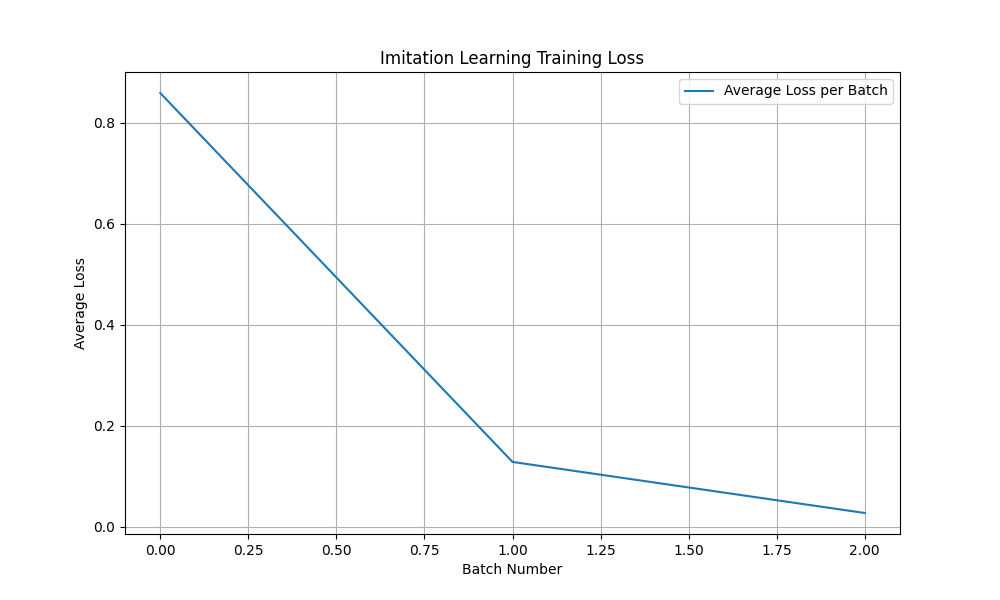 Imitation Learning Training Loss
Average Loss per Batch
Average Loss
0.8
0.6
0.4
0.2
0.0
0.00 0.25 0.50 0.75 1.00 1.25 1.50 1.75 2.00
Batch Number